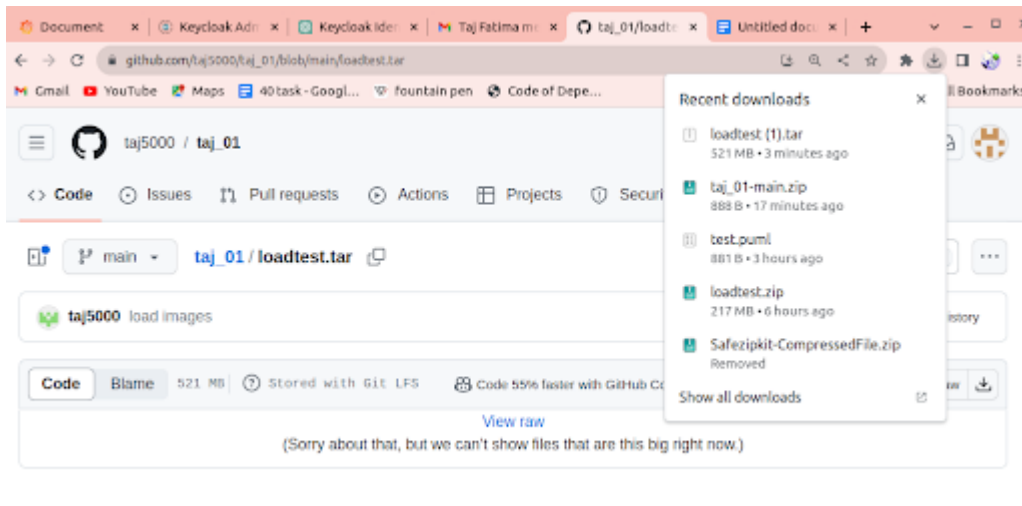 Document
Keycloak Adm
Keycloak Iden
Taj Fatima me
taj_01/loadte
Untitled docu
github.com/taj5000/taj_01/blob/main/loadtest.tar
Gmail
YouTube
Maps
40task - Googl...
fountain pen
Code of Depe...
ll Bookmarks
taj5000 / taj_01
Code
Issues
Pull requests
Actions
Projects
Securi
main
taj_01 / loadtest.tar
taj5000 load images
istory
Code
Blame
521 MB
Stored with Git LFS
Code 55% faster with GitHub Co
aw
View raw
(Sorry about that, but we can't show files that are this big right now.)
Recent downloads
loadtest (1).tar
521 MB • 3 minutes ago
taj_01-main.zip
888 B • 17 minutes ago
test.puml
881 B • 3 hours ago
loadtest.zip
217 MB • 6 hours ago
Safezipkit-CompressedFile.zip
Removed
Show all downloads